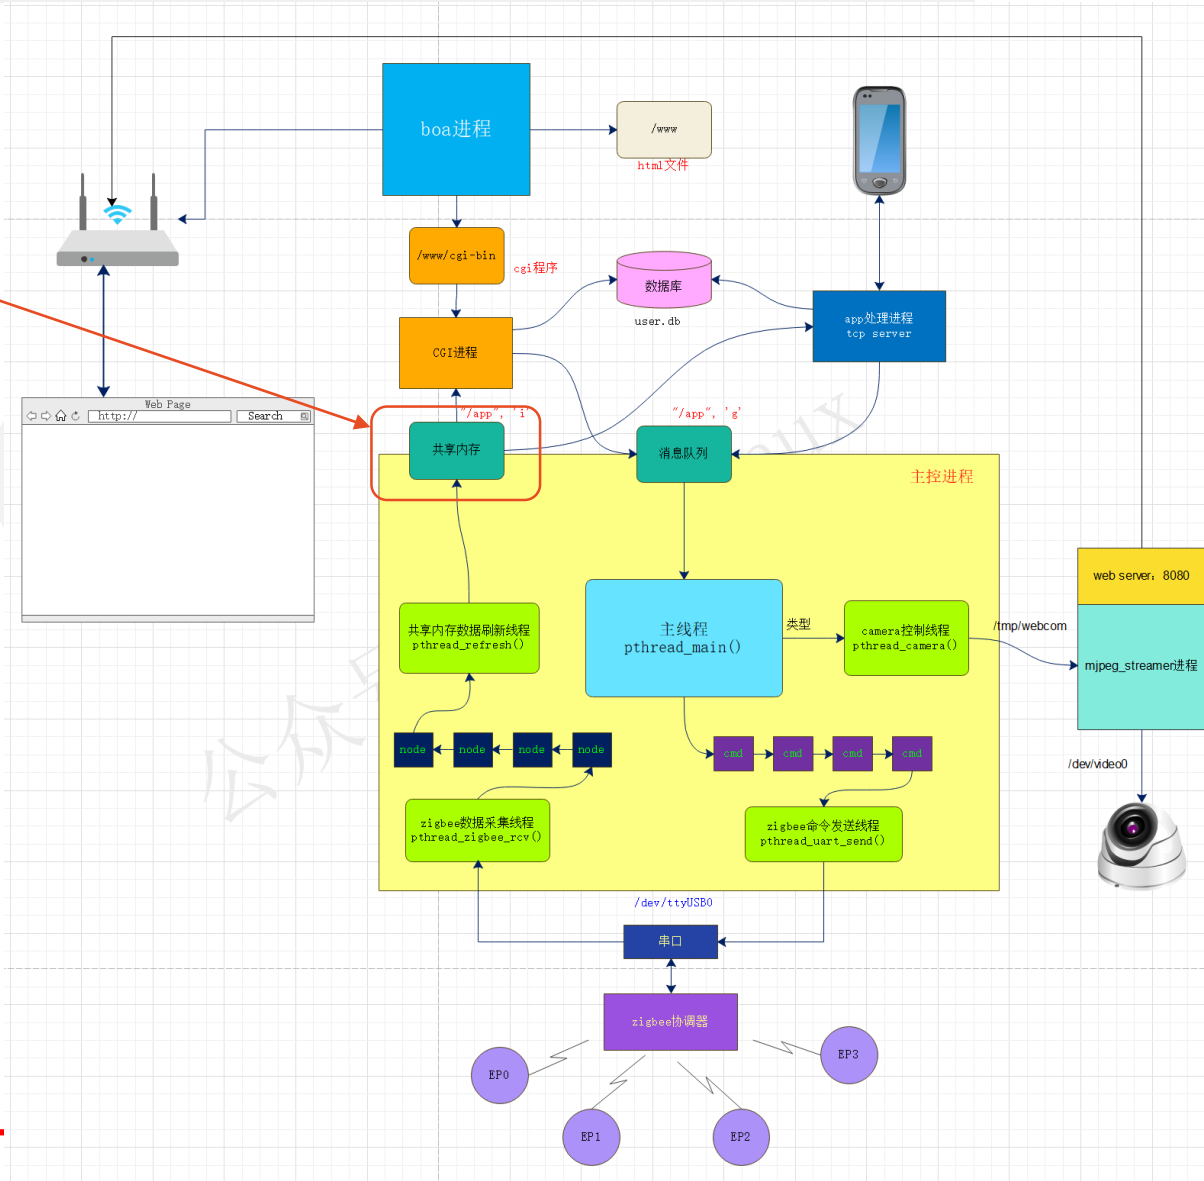 boa进程
/www
html文件
/www/cgi-bin
cgi程序
数据库
user.db
app处理进程
tcp server
CGI进程
Web Page
http://
Search
"/app", 'i'
"/app", 'g'
共享内存
消息队列
主控进程
web server: 8080
共享内存数据刷新线程
pthread_refresh()
主线程
pthread_main()
类型
camera控制线程
pthread_camera()
/tmp/webcom
mjpeg_streamer进程
node
node
node
node
cmd
cmd
cmd
cmd
/dev/video0
zigbee数据采集线程
pthread_zigbee_rcv()
zigbee命令发送线程
pthread_uart_send()
/dev/ttyUSB0
串口
zigbee协调器
EP0
EP1
EP2
EP3
公众号